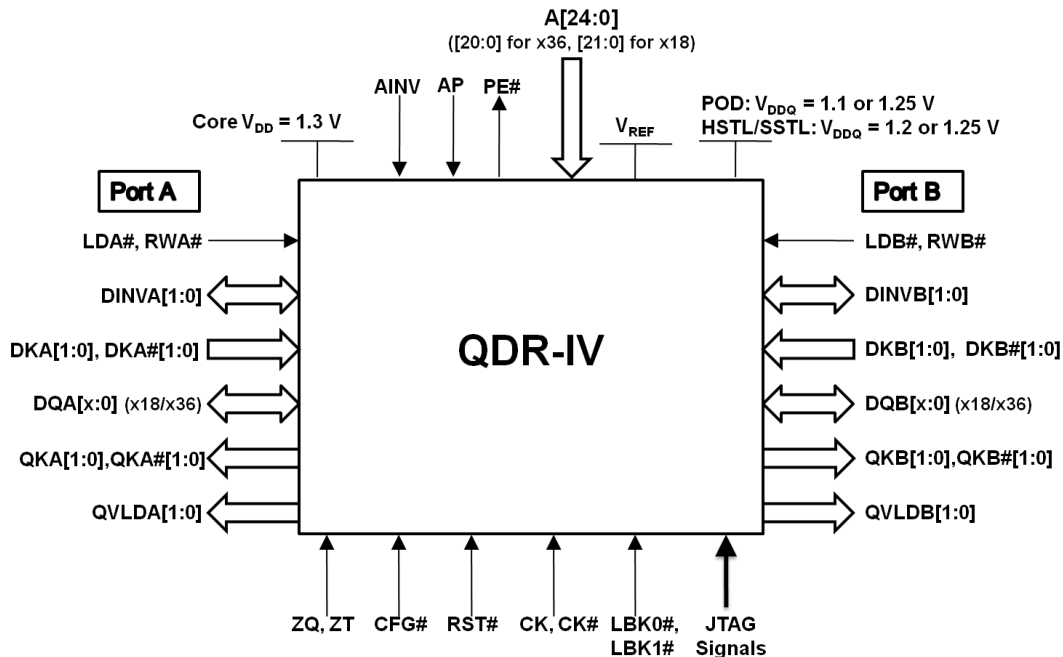 A[24:0]
([20:0] for x36, [21:0] for x18)
AINV
AP
PE#
Core VDD = 1.3 V
VREF
POD: VDDQ = 1.1 or 1.25 V
HSTL/SSTL: VDDQ = 1.2 or 1.25 V
Port A
Port B
LDA#, RWA#
LDB#, RWB#
DINVA[1:0]
DINVB[1:0]
DKA[1:0], DKA#[1:0]
QDR-IV
DKB[1:0], DKB#[1:0]
DQA[x:0] (x18/x36)
DQB[x:0] (x18/x36)
QKA[1:0],QKA#[1:0]
QKB[1:0],QKB#[1:0]
QVLDA[1:0]
QVLDB[1:0]
ZQ, ZT
CFG#
RST#
CK, CK#
LBK0#,
LBK1#
JTAG
Signals